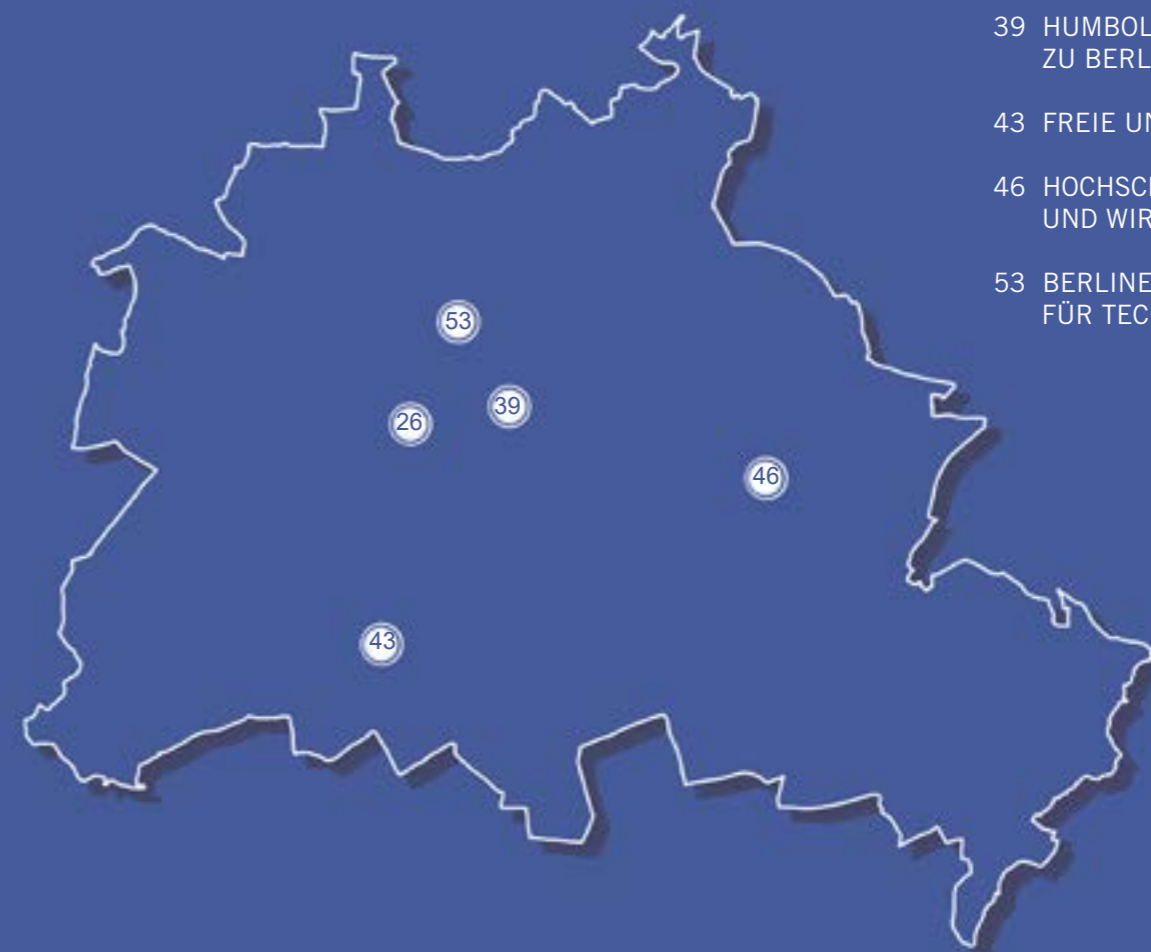 39 HUMBOL
ZU BERL
43 FREIE UN
46 HOCHSC
UND WIR
53 BERLINE
FÜR TEC
53
39
26
46
43